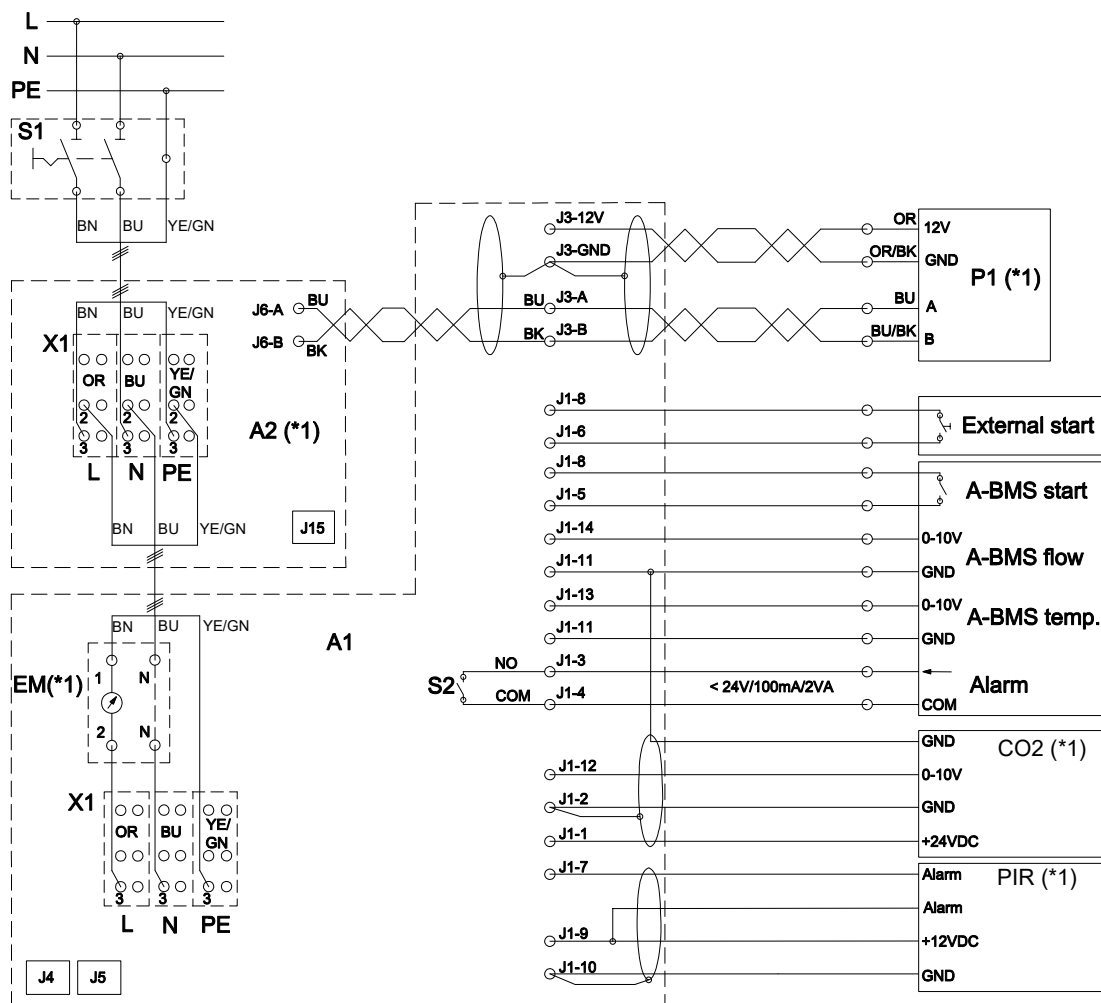 L
N
PE
S1
BN BU YE/GN
BN BU YE/GN
X1
OR BU YE/
GN
2 2 2
3 3 3
L N PE
A2 (*1)
BN BU YE/GN
J15
J6-A BU
J6-B BK
A1
BN BU YE/GN
EM(*1)
1 N
2 N
X1
OR BU YE/
GN
3 3 3
L N PE
J4 J5
J3-12V OR 12V
J3-GND OR/BK GND
P1 (*1)
BU J3-A BU A
BK J3-B BU/BK B
J1-8
External start
J1-6
J1-8
A-BMS start
J1-5
J1-14 0-10V
A-BMS flow
J1-11 GND
J1-13 0-10V
A-BMS temp.
J1-11 GND
S2
NO J1-3
Alarm
COM J1-4 < 24V/100mA/2VA COM
GND CO2 (*1)
J1-12 0-10V
J1-2 GND
J1-1 +24VDC
J1-7 Alarm PIR (*1)
Alarm
J1-9 +12VDC
J1-10 GND